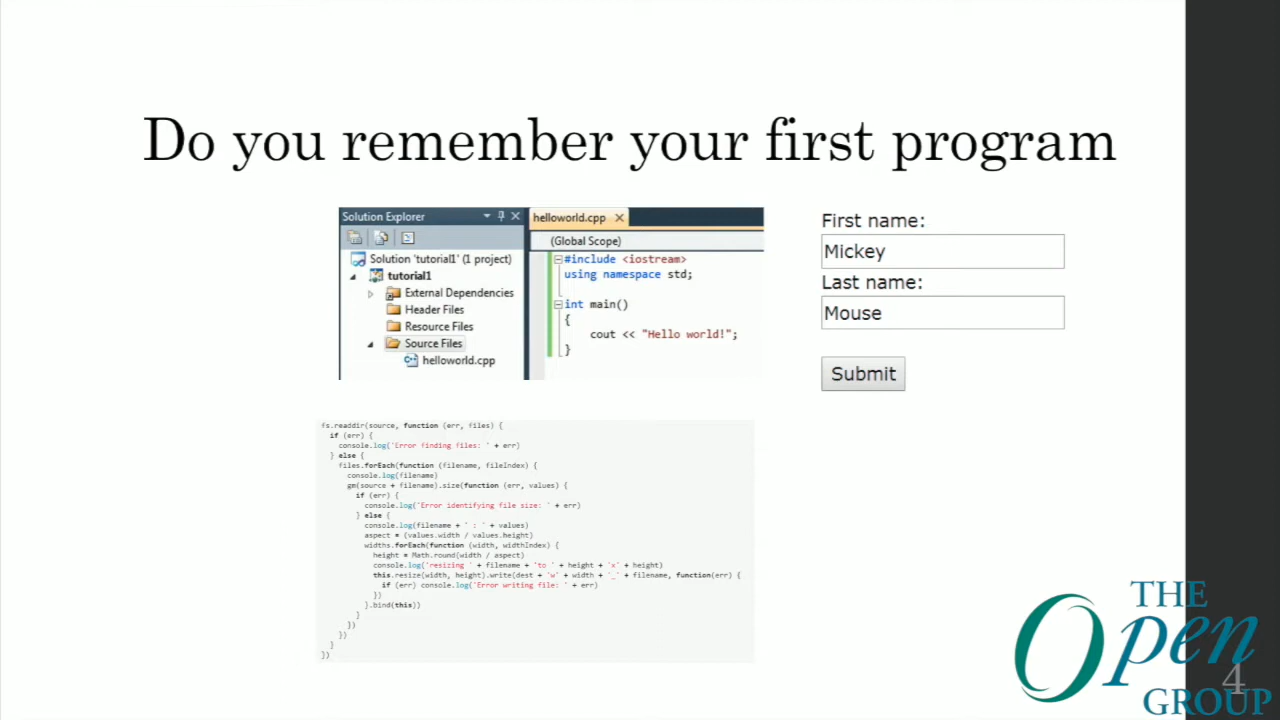 Do you remember your first program
Solution Explorer
Solution 'tutorial1' (1 project)
tutorial1
External Dependencies
Header Files
Resource Files
Source Files
helloworld.cpp
helloworld.cpp
(Global Scope)
#include <iostream>
using namespace std;
int main()
{
cout << "Hello world!";
}
First name:
Mickey
Last name:
Mouse
Submit
fs.readdir(source, function (err, files) {
if (err) {
console.log('Error finding files: ' + err)
} else {
files.forEach(function (filename, fileIndex) {
console.log(filename)
gm(source + filename).size(function (err, values) {
if (err) {
console.log('Error identifying file size: ' + err)
} else {
console.log(filename + ' : ' + values)
aspect = (values.width / values.height)
widths.forEach(function (width, widthIndex) {
height = Math.round(width / aspect)
console.log('resizing ' + filename + 'to ' + height + 'x' + height)
this.resize(width, height).write(dest + 'w' + width + '_' + filename, function(err) {
if (err) console.log('Error writing file: ' + err)
})
}.bind(this))
}
})
})
}
})
THE
Open
GROUP
4